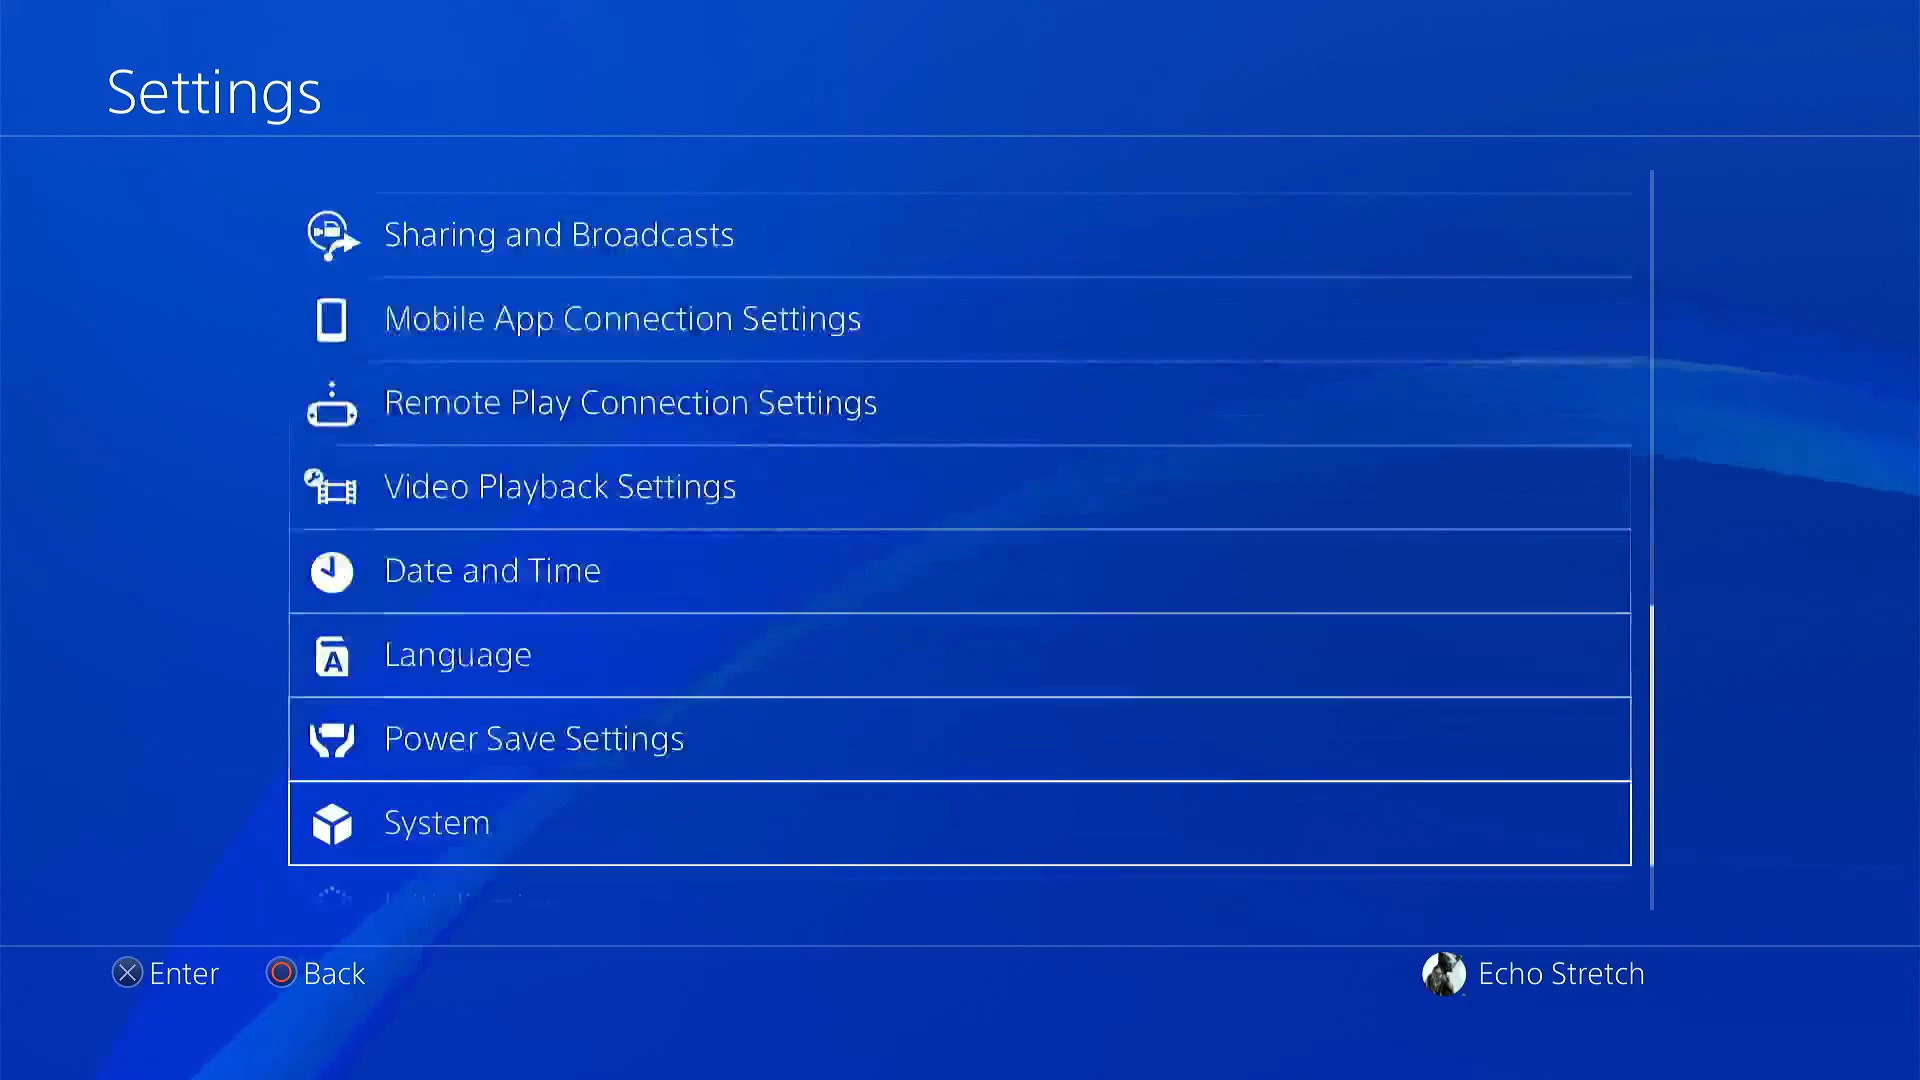 Settings
Sharing and Broadcasts
Mobile App Connection Settings
Remote Play Connection Settings
Video Playback Settings
Date and Time
Language
Power Save Settings
System
Enter
Back
Echo Stretch